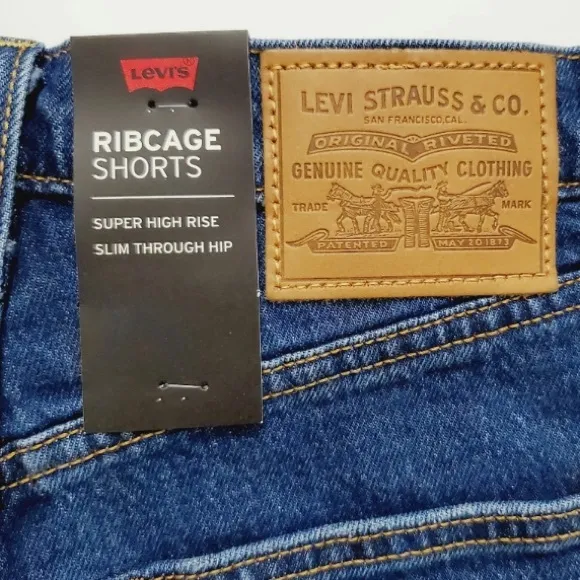 Levi's®
RIBCAGE
SHORTS
SUPER HIGH RISE
SLIM THROUGH HIP
LEVI STRAUSS & CO.
SAN FRANCISCO, CAL.
ORIGINAL RIVETED
GENUINE QUALITY CLOTHING
TRADE MARK
PATENTED MAY 20 1873